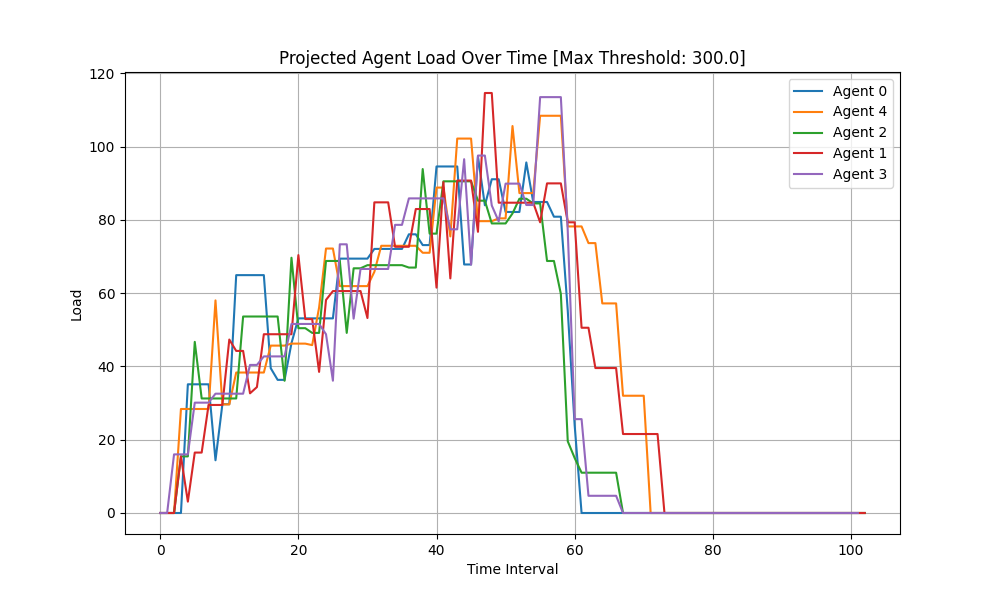 Projected Agent Load Over Time [Max Threshold: 300.0]
Load
120
100
80
60
40
20
0
0 20 40 60 80 100
Time Interval
Agent 0
Agent 4
Agent 2
Agent 1
Agent 3